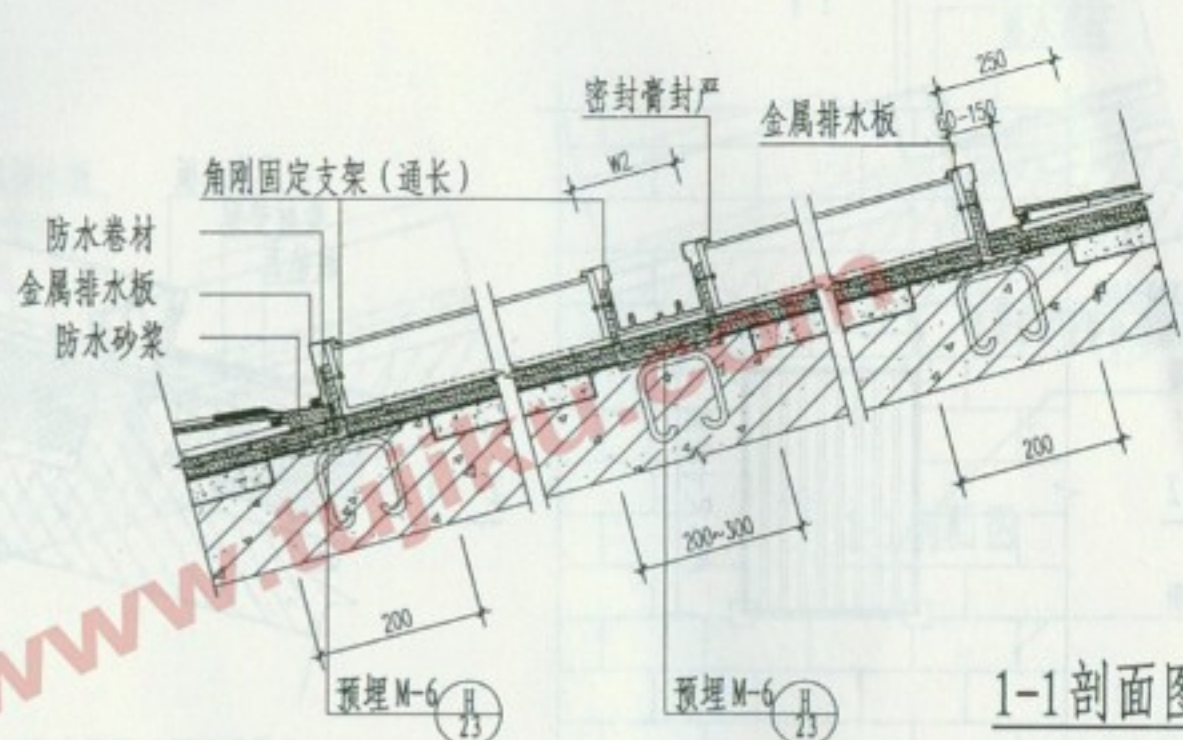 250
密封膏封严
60-150
金属排水板
W2
角刚固定支架（通长）
防水卷材
金属排水板
防水砂浆
200
200~300
200
预埋M-6
H
23
预埋M-6
H
23
1-1剖面图
www.tujiku.com